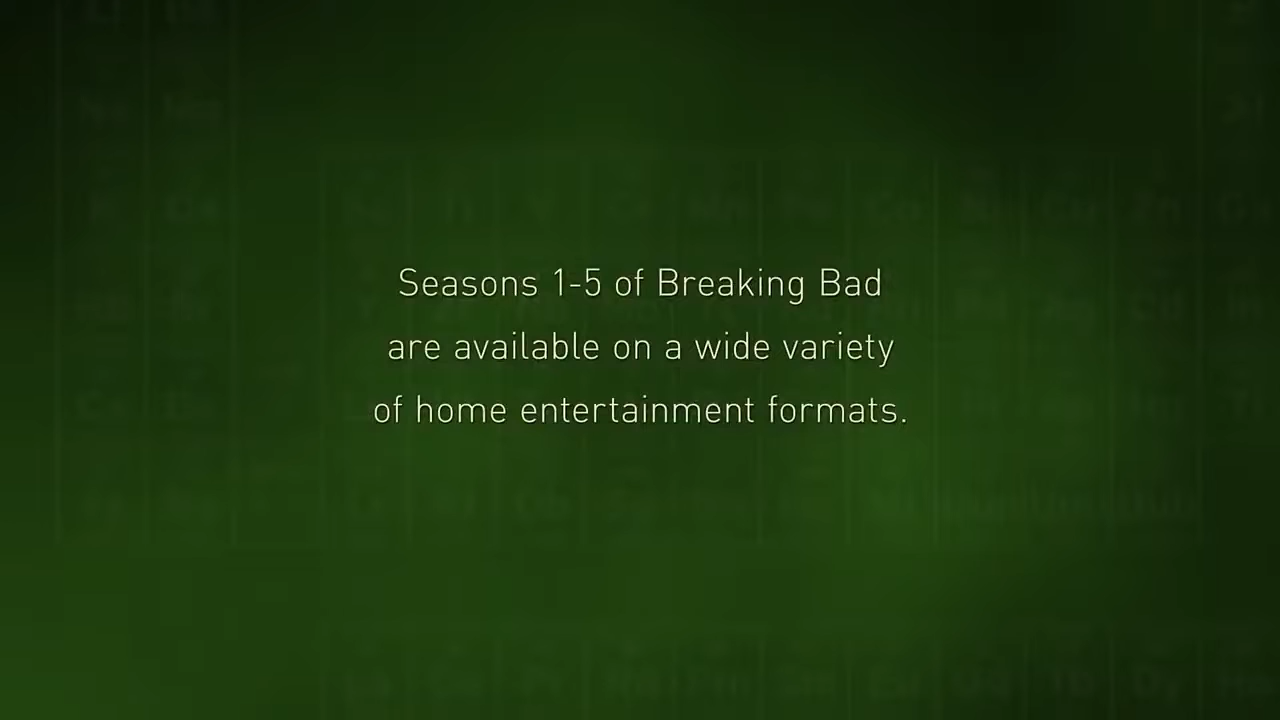 Seasons 1-5 of Breaking Bad
are available on a wide variety
of home entertainment formats.